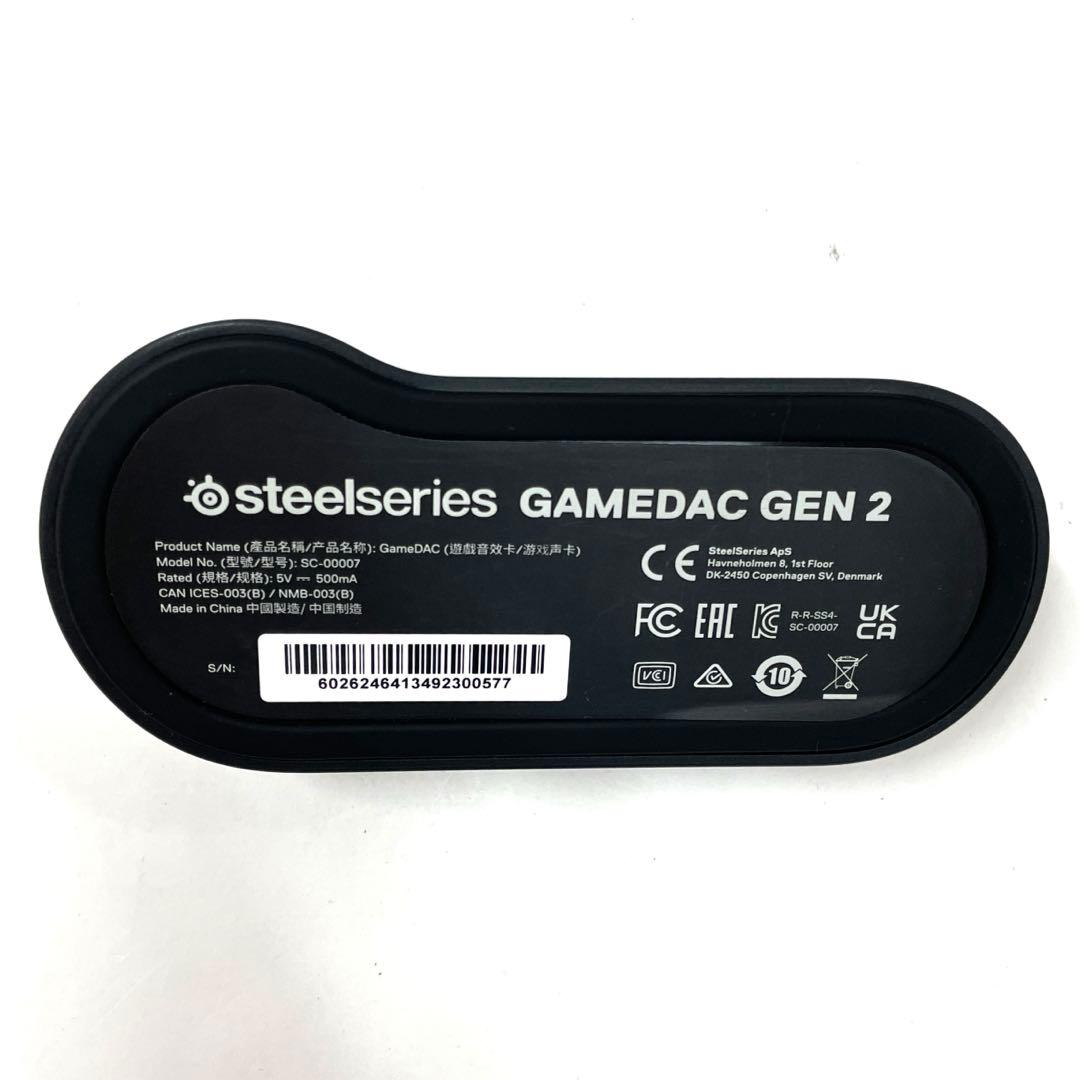 steelseries GAMEDAC GEN 2
Product Name (產品名稱/产品名称): GameDAC (遊戲音效卡/游戏声卡)
Model No. (型號/型号): SC-00007
Rated (規格/规格): 5V ⎓ 500mA
CAN ICES-003(B) / NMB-003(B)
Made in China 中國製造/ 中国制造
S/N:
6026246413492300577
CE
SteelSeries ApS
Havneholmen 8, 1st Floor
DK-2450 Copenhagen SV, Denmark
FC EAC KC
R-R-SS4-
SC-00007
UK
CA
VCI
10